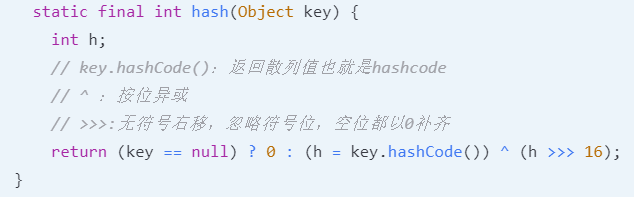 static final int hash(Object key) {
int h;
// key.hashCode()：返回散列值也就是hashcode
// ^ ：按位异或
// >>>:无符号右移，忽略符号位，空位都以0补齐
return (key == null) ? 0 : (h = key.hashCode()) ^ (h >>> 16);
}